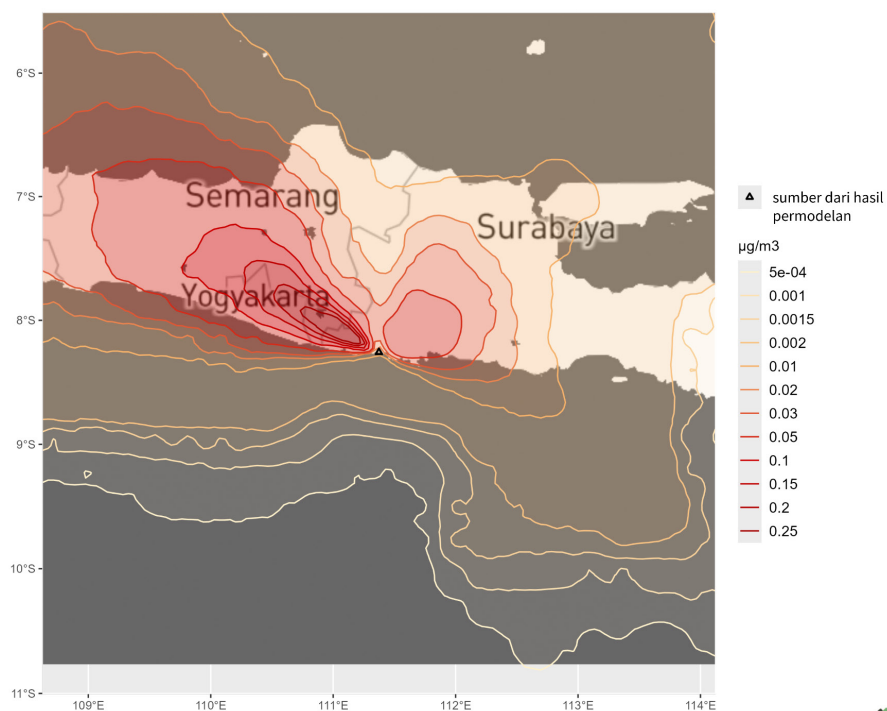 6°S
7°S
8°S
9°S
10°S
11°S
109°E
110°E
111°E
112°E
113°E
114°E
Semarang
Surabaya
Yogyakarta
sumber dari hasil
permodelan
µg/m3
5e-04
0.001
0.0015
0.002
0.01
0.02
0.03
0.05
0.1
0.15
0.2
0.25